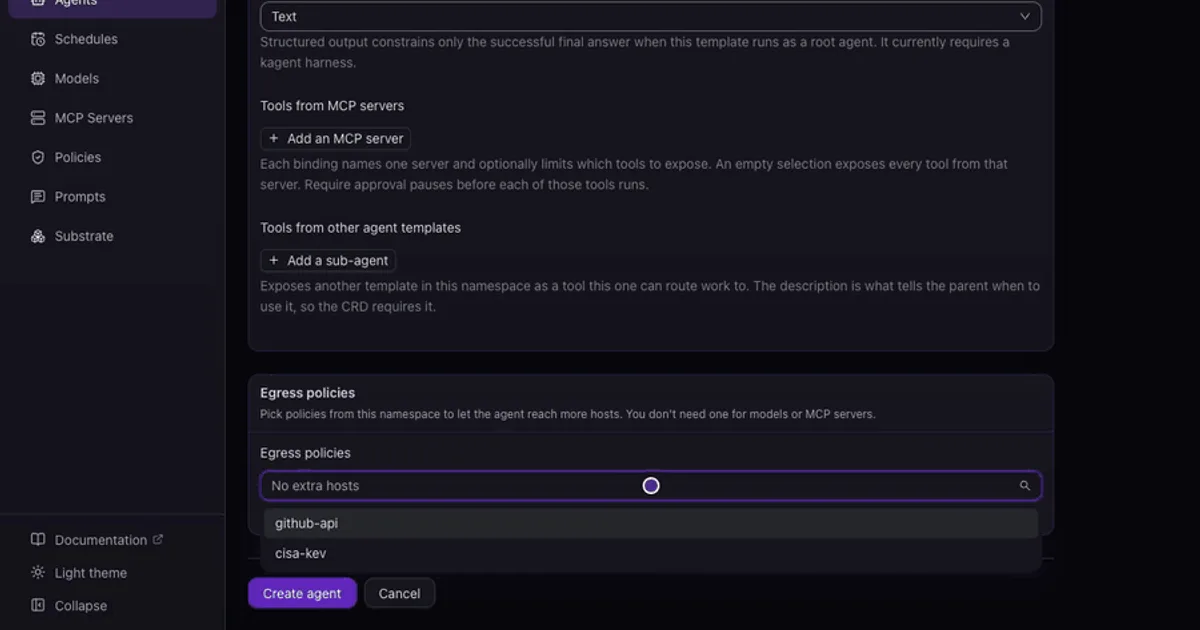 Agents
Schedules
Models
MCP Servers
Policies
Prompts
Substrate
Documentation
Light theme
Collapse
Text
Structured output constrains only the successful final answer when this template runs as a root agent. It currently requires a
kagent harness.
Tools from MCP servers
+ Add an MCP server
Each binding names one server and optionally limits which tools to expose. An empty selection exposes every tool from that
server. Require approval pauses before each of those tools runs.
Tools from other agent templates
+ Add a sub-agent
Exposes another template in this namespace as a tool this one can route work to. The description is what tells the parent when to
use it, so the CRD requires it.
Egress policies
Pick policies from this namespace to let the agent reach more hosts. You don't need one for models or MCP servers.
Egress policies
No extra hosts
github-api
cisa-kev
Create agent
Cancel